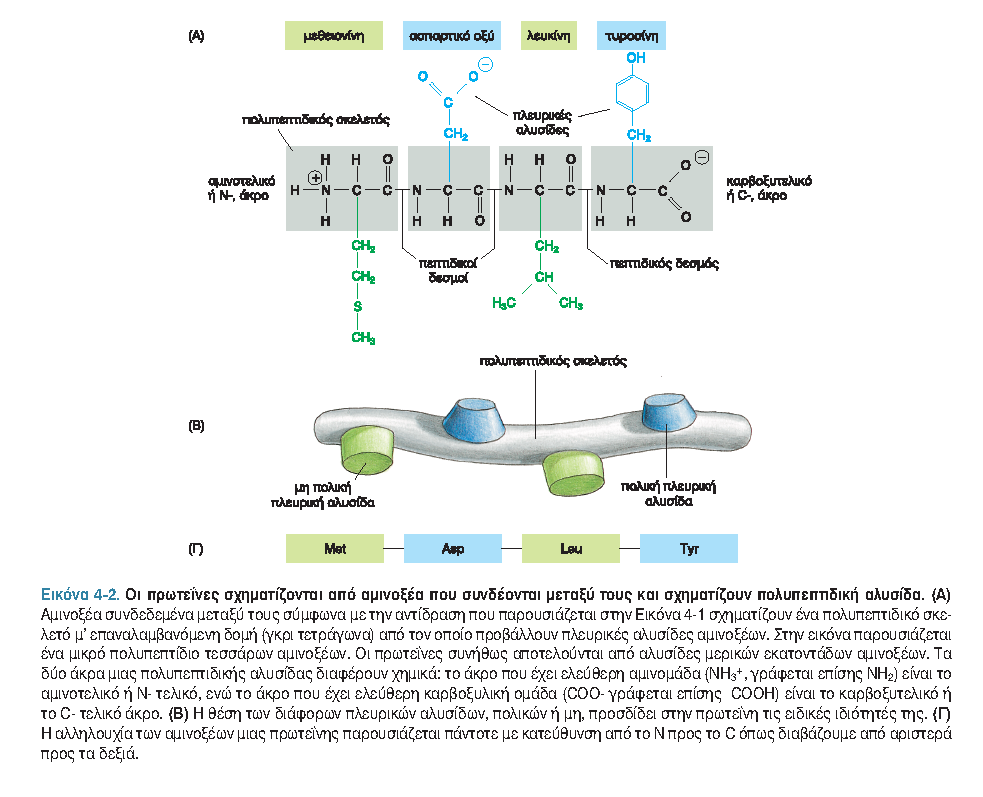 (Α)
μεθειονίνη
ασπαρτικό οξύ
λευκίνη
τυροσίνη
OH
O
O
⊖
C
πλευρικές
αλυσίδες
πολυπεπτιδικός σκελετός
CH₂
CH₂
H H O H H O O ⊖
αμινοτελικό
ή N-, άκρο
H N ⊕ C C N C C N C C N C C
καρβοξυτελικό
ή C-, άκρο
H H H O H H H O
CH₂
πεπτιδικοί
δεσμοί
CH₂
πεπτιδικός δεσμός
CH₂
CH
S
H₃C
CH₃
CH₃
πολυπεπτιδικός σκελετός
(Β)
μη πολική
πλευρική αλυσίδα
πολική πλευρική
αλυσίδα
(Γ)
Met
Asp
Leu
Tyr
Εικόνα 4-2. Οι πρωτεΐνες σχηματίζονται από αμινοξέα που συνδέονται μεταξύ τους και σχηματίζουν πολυπεπτιδική αλυσίδα. (Α)
Αμινοξέα συνδεδεμένα μεταξύ τους σύμφωνα με την αντίδραση που παρουσιάζεται στην Εικόνα 4-1 σχηματίζουν ένα πολυπεπτιδικό σκε-
λετό μ' επαναλαμβανόμενη δομή (γκρι τετράγωνα) από τον οποίο προβάλλουν πλευρικές αλυσίδες αμινοξέων. Στην εικόνα παρουσιάζεται
ένα μικρό πολυπεπτίδιο τεσσάρων αμινοξέων. Οι πρωτεΐνες συνήθως αποτελούνται από αλυσίδες μερικών εκατοντάδων αμινοξέων. Τα
δύο άκρα μιας πολυπεπτιδικής αλυσίδας διαφέρουν χημικά: το άκρο που έχει ελεύθερη αμινομάδα (NH₃⁺, γράφεται επίσης NH₂) είναι το
αμινοτελικό ή N- τελικό, ενώ το άκρο που έχει ελεύθερη καρβοξυλική ομάδα (COO- γράφεται επίσης COOH) είναι το καρβοξυτελικό ή
το C- τελικό άκρο. (Β) Η θέση των διάφορων πλευρικών αλυσίδων, πολικών ή μη, προσδίδει στην πρωτεΐνη τις ειδικές ιδιότητές της. (Γ)
Η αλληλουχία των αμινοξέων μιας πρωτεΐνης παρουσιάζεται πάντοτε με κατεύθυνση από το N προς το C όπως διαβάζουμε από αριστερά
προς τα δεξιά.